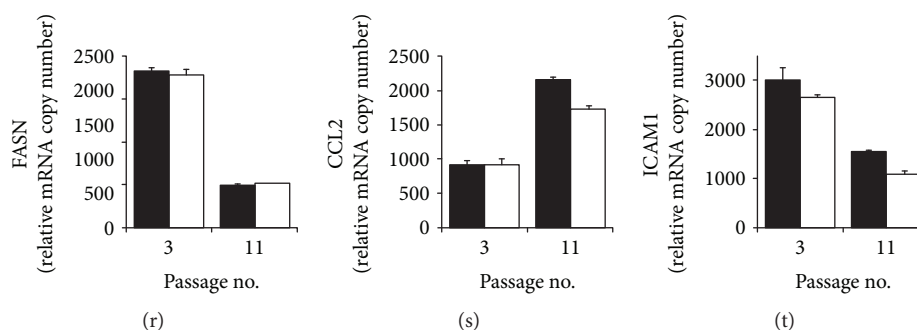 FASN
(relative mRNA copy number)
2500
2000
1500
1000
500
0
3
11
Passage no.
(r)
CCL2
(relative mRNA copy number)
2500
2000
1500
1000
500
0
3
11
Passage no.
(s)
ICAM1
(relative mRNA copy number)
3000
2000
1000
0
3
11
Passage no.
(t)